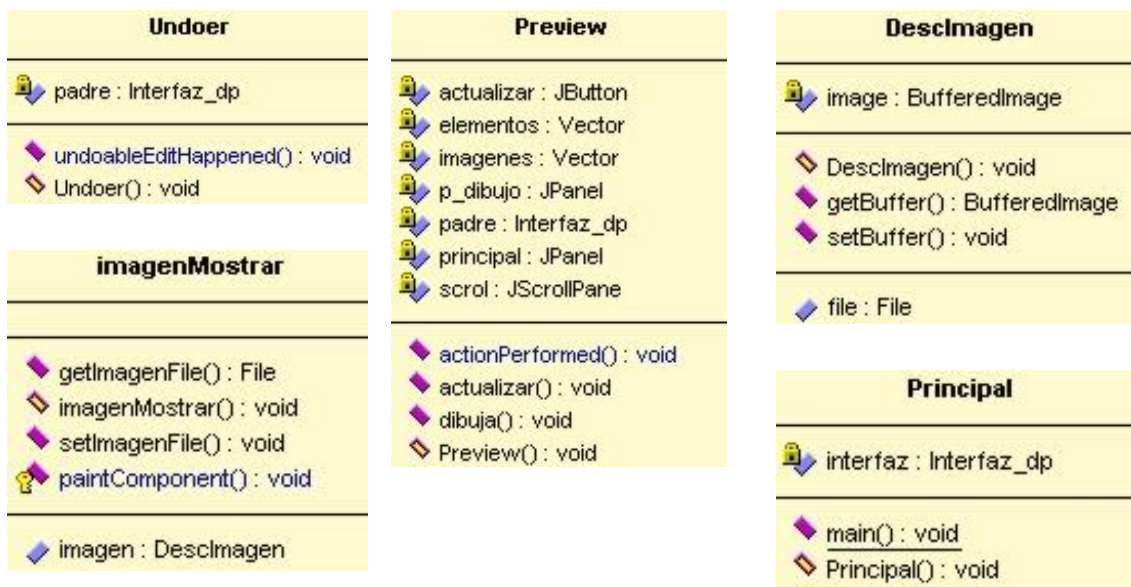 Undoer
padre : Interfaz_dp
undoableEditHappened() : void
Undoer() : void
imagenMostrar
getImagenFile() : File
imagenMostrar() : void
setImagenFile() : void
paintComponent() : void
imagen : DescImagen
Preview
actualizar : JButton
elementos : Vector
imagenes : Vector
p_dibujo : JPanel
padre : Interfaz_dp
principal : JPanel
scrol : JScrollPane
actionPerformed() : void
actualizar() : void
dibuja() : void
Preview() : void
DescImagen
image : BufferedImage
DescImagen() : void
getBuffer() : BufferedImage
setBuffer() : void
file : File
Principal
interfaz : Interfaz_dp
main() : void
Principal() : void